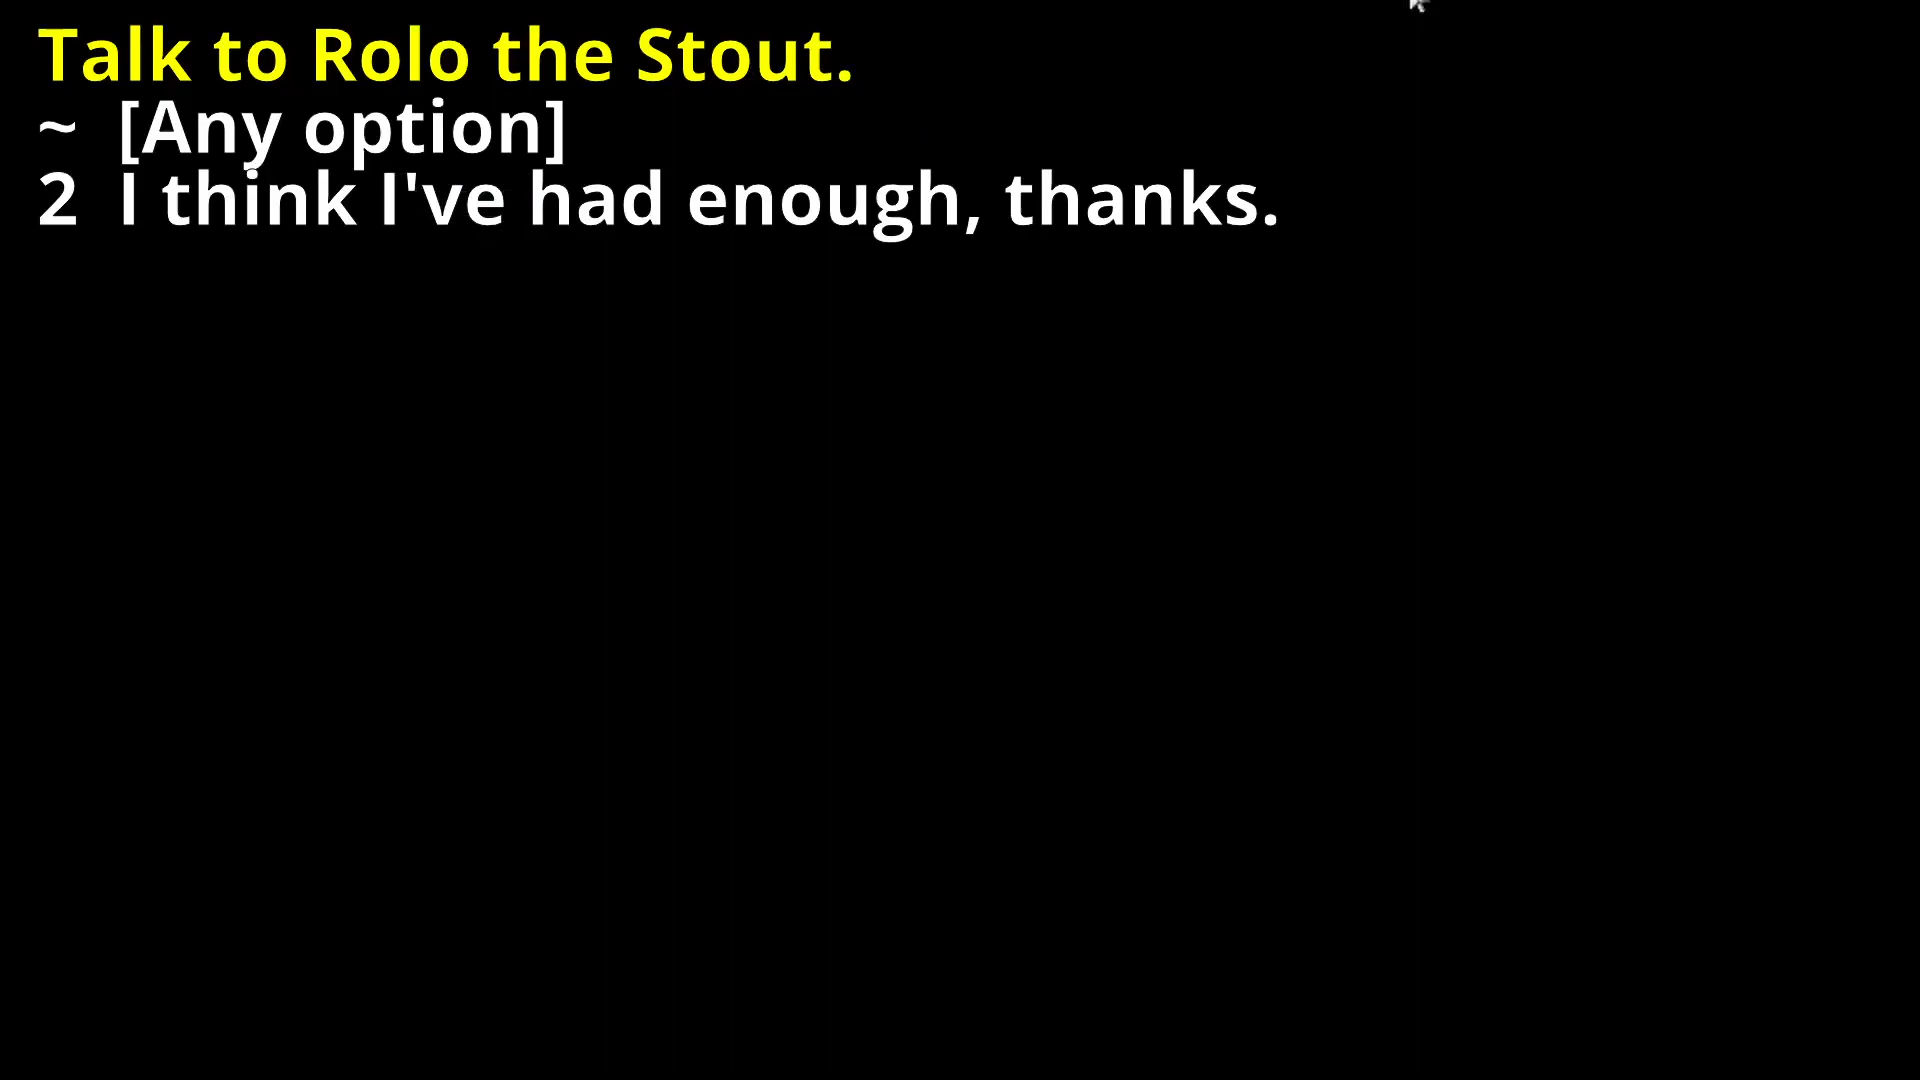 Talk to Rolo the Stout.
~ [Any option]
2 I think I've had enough, thanks.